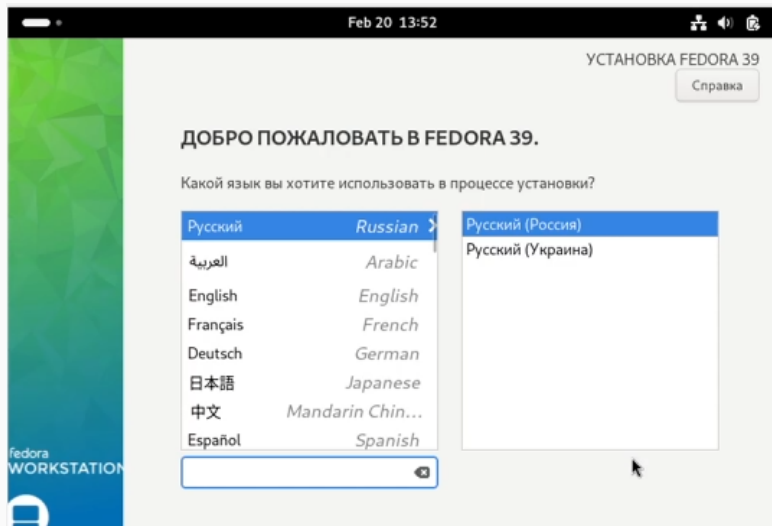 Feb 20 13:52
УСТАНОВКА FEDORA 39
Справка
ДОБРО ПОЖАЛОВАТЬ В FEDORA 39.
Какой язык вы хотите использовать в процессе установки?
Русский Russian
العربية Arabic
English English
Français French
Deutsch German
日本語 Japanese
中文 Mandarin Chin...
Español Spanish
Русский (Россия)
Русский (Украина)
fedora
WORKSTATION